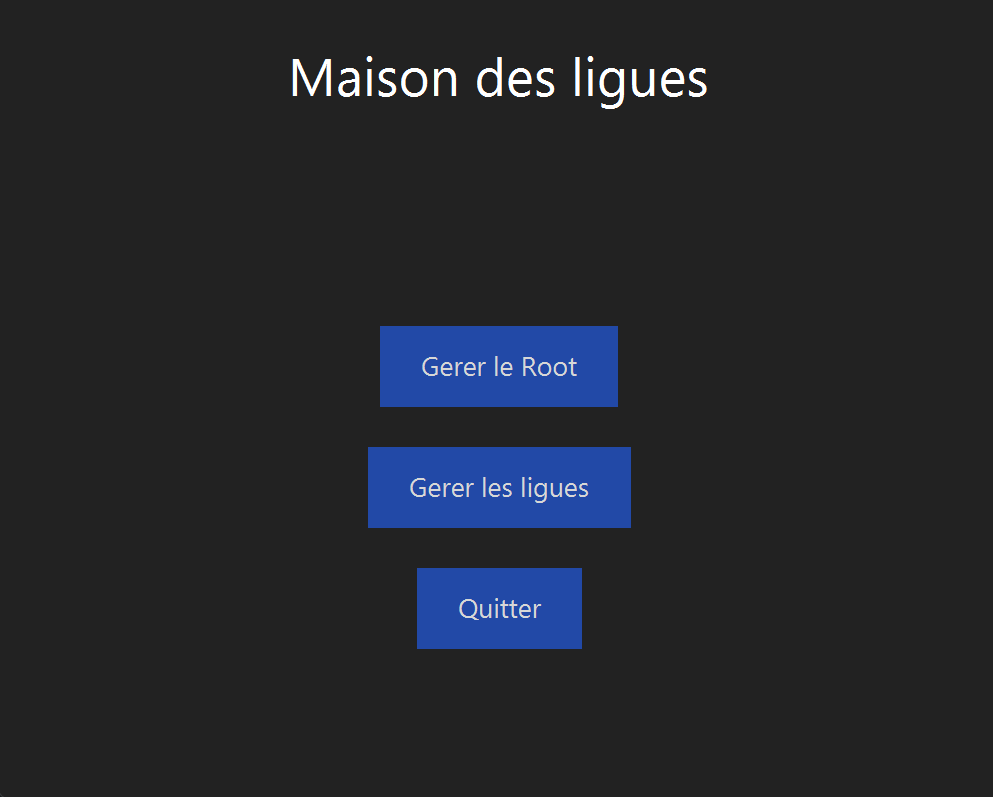 Maison des ligues
Gerer le Root
Gerer les ligues
Quitter